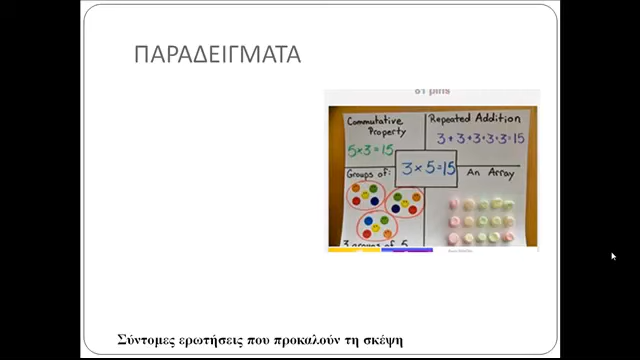 ΠΑΡΑΔΕΙΓΜΑΤΑ
Commutative
Property
5×3=15
Repeated Addition
3+3+3+3+3=15
3×5=15
Groups of:
An Array
3 groups of 5
Σύντομες ερωτήσεις που προκαλούν τη σκέψη